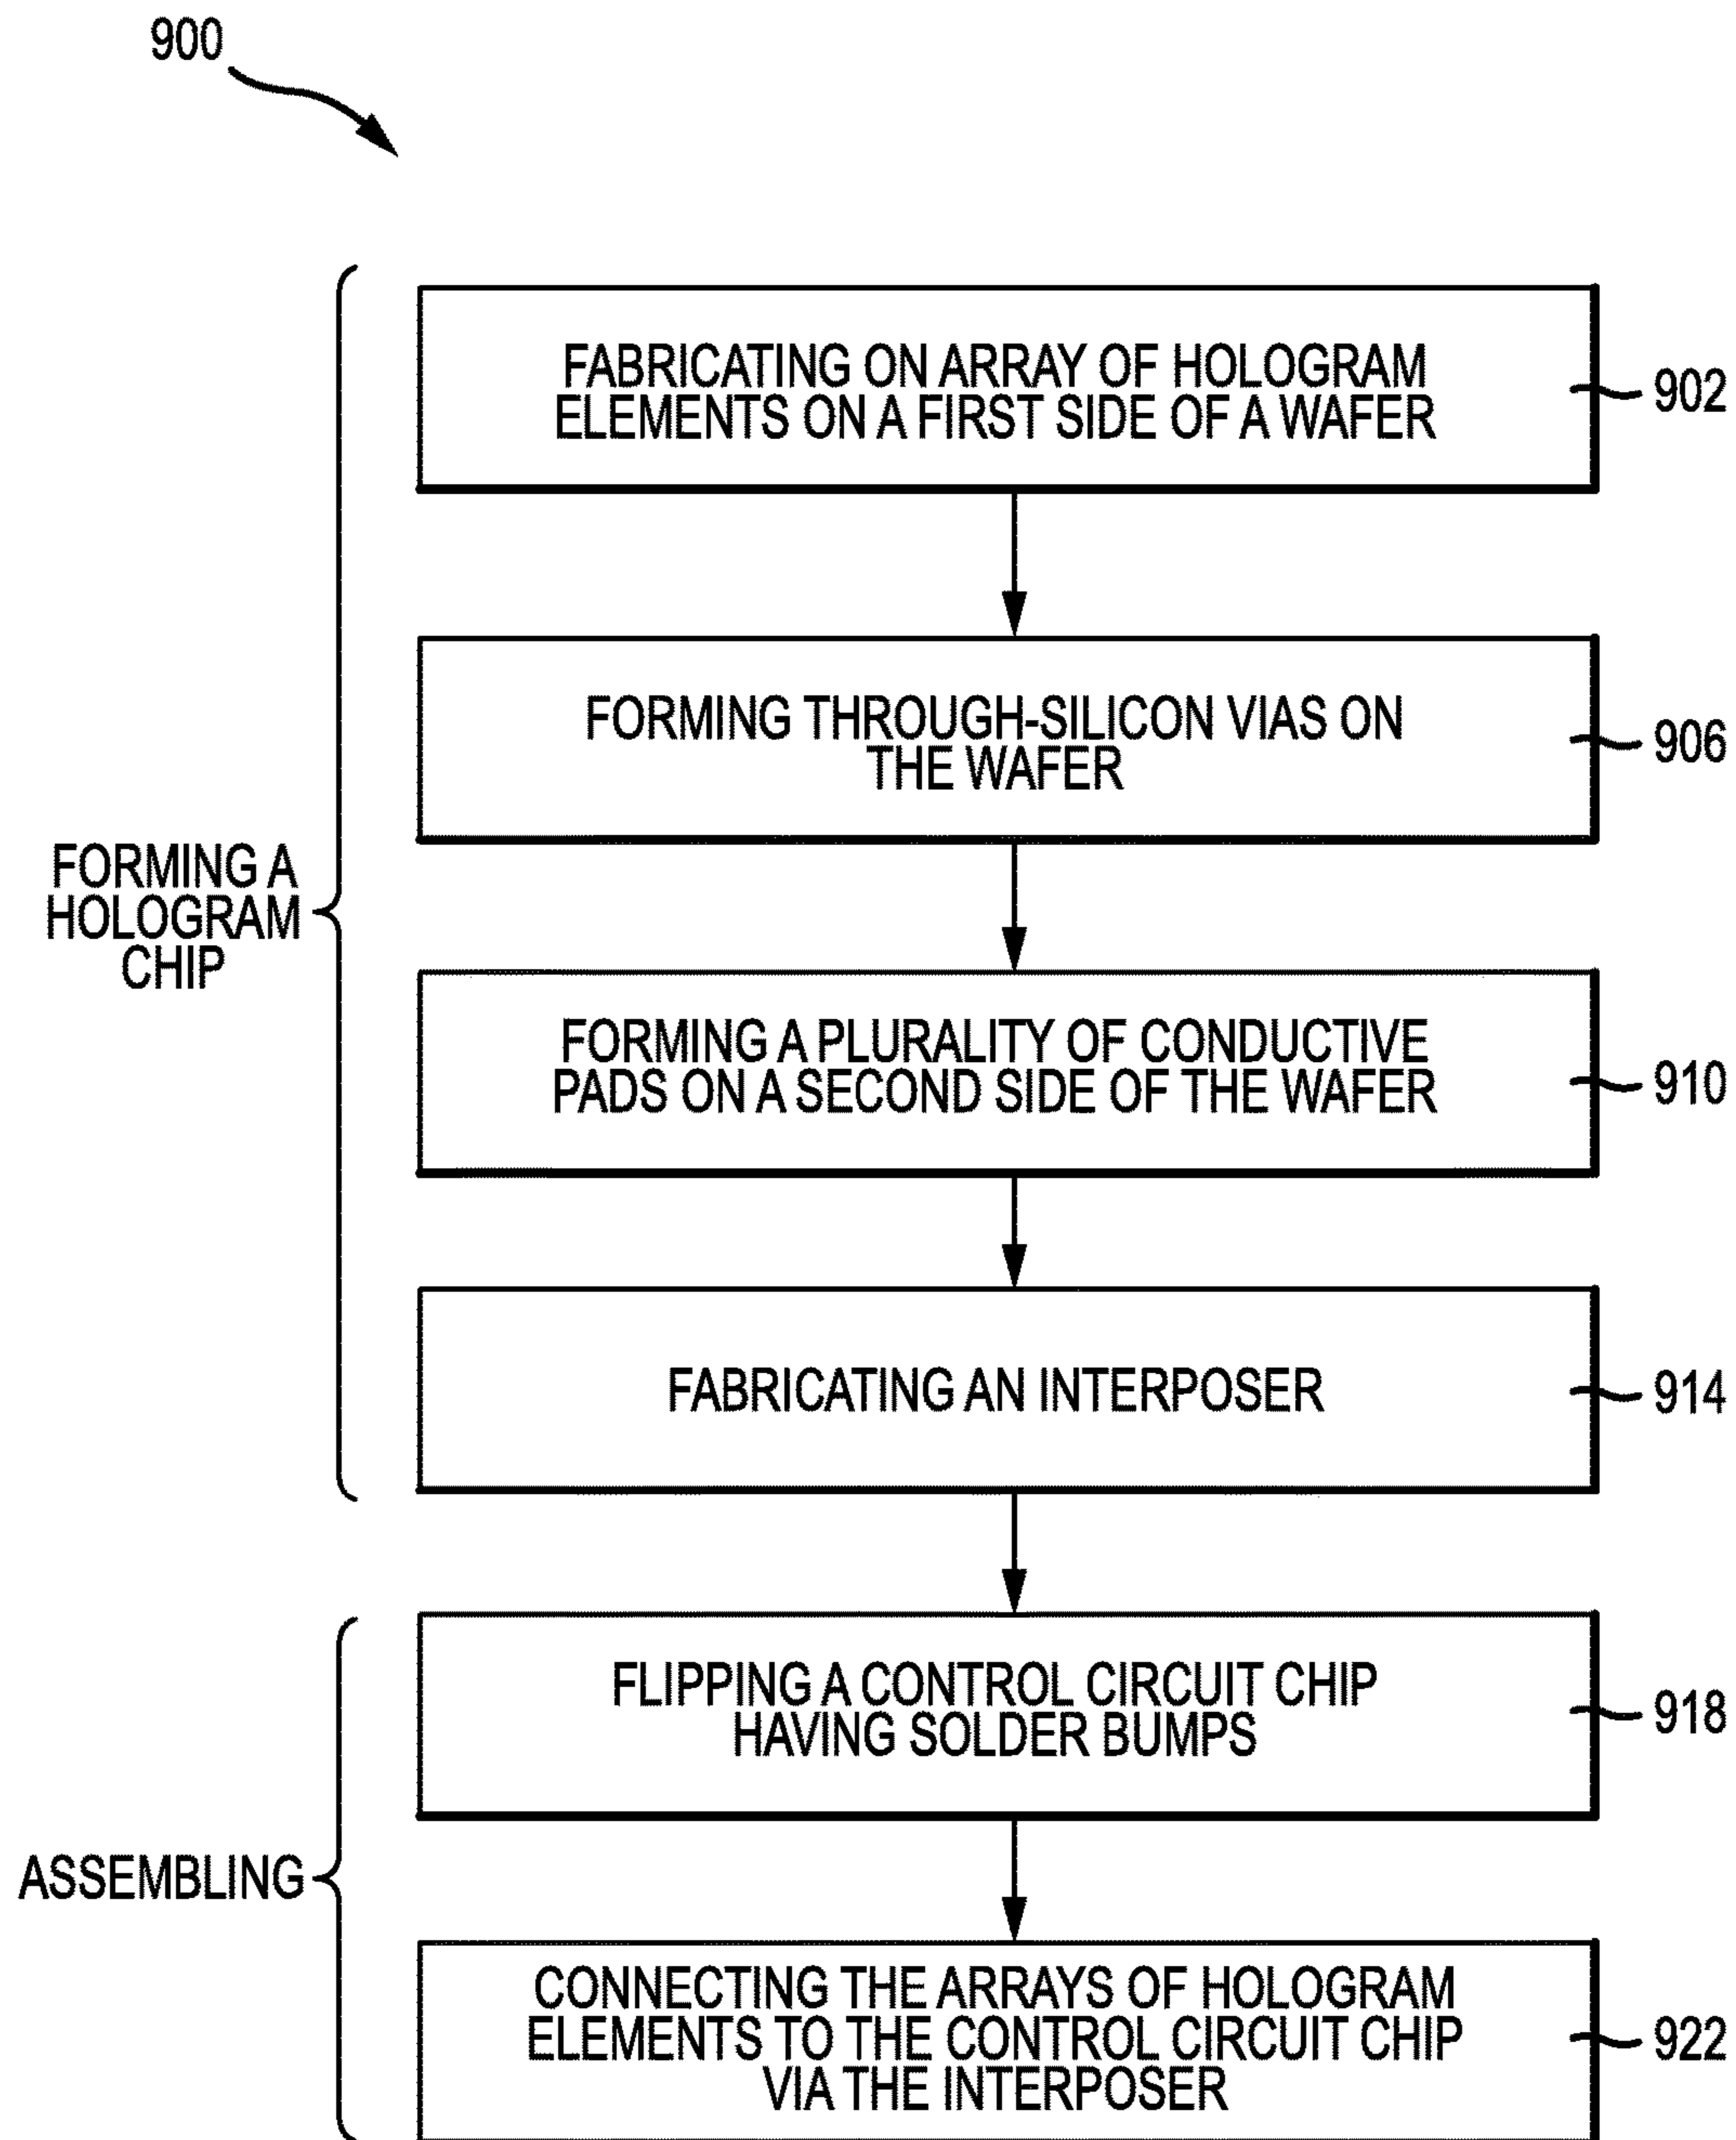 900
FABRICATING ON ARRAY OF HOLOGRAM
ELEMENTS ON A FIRST SIDE OF A WAFER
902
FORMING THROUGH-SILICON VIAS ON
THE WAFER
906
FORMING A
HOLOGRAM
CHIP
FORMING A PLURALITY OF CONDUCTIVE
PADS ON A SECOND SIDE OF THE WAFER
910
FABRICATING AN INTERPOSER
914
FLIPPING A CONTROL CIRCUIT CHIP
HAVING SOLDER BUMPS
918
ASSEMBLING
CONNECTING THE ARRAYS OF HOLOGRAM
ELEMENTS TO THE CONTROL CIRCUIT CHIP
VIA THE INTERPOSER
922